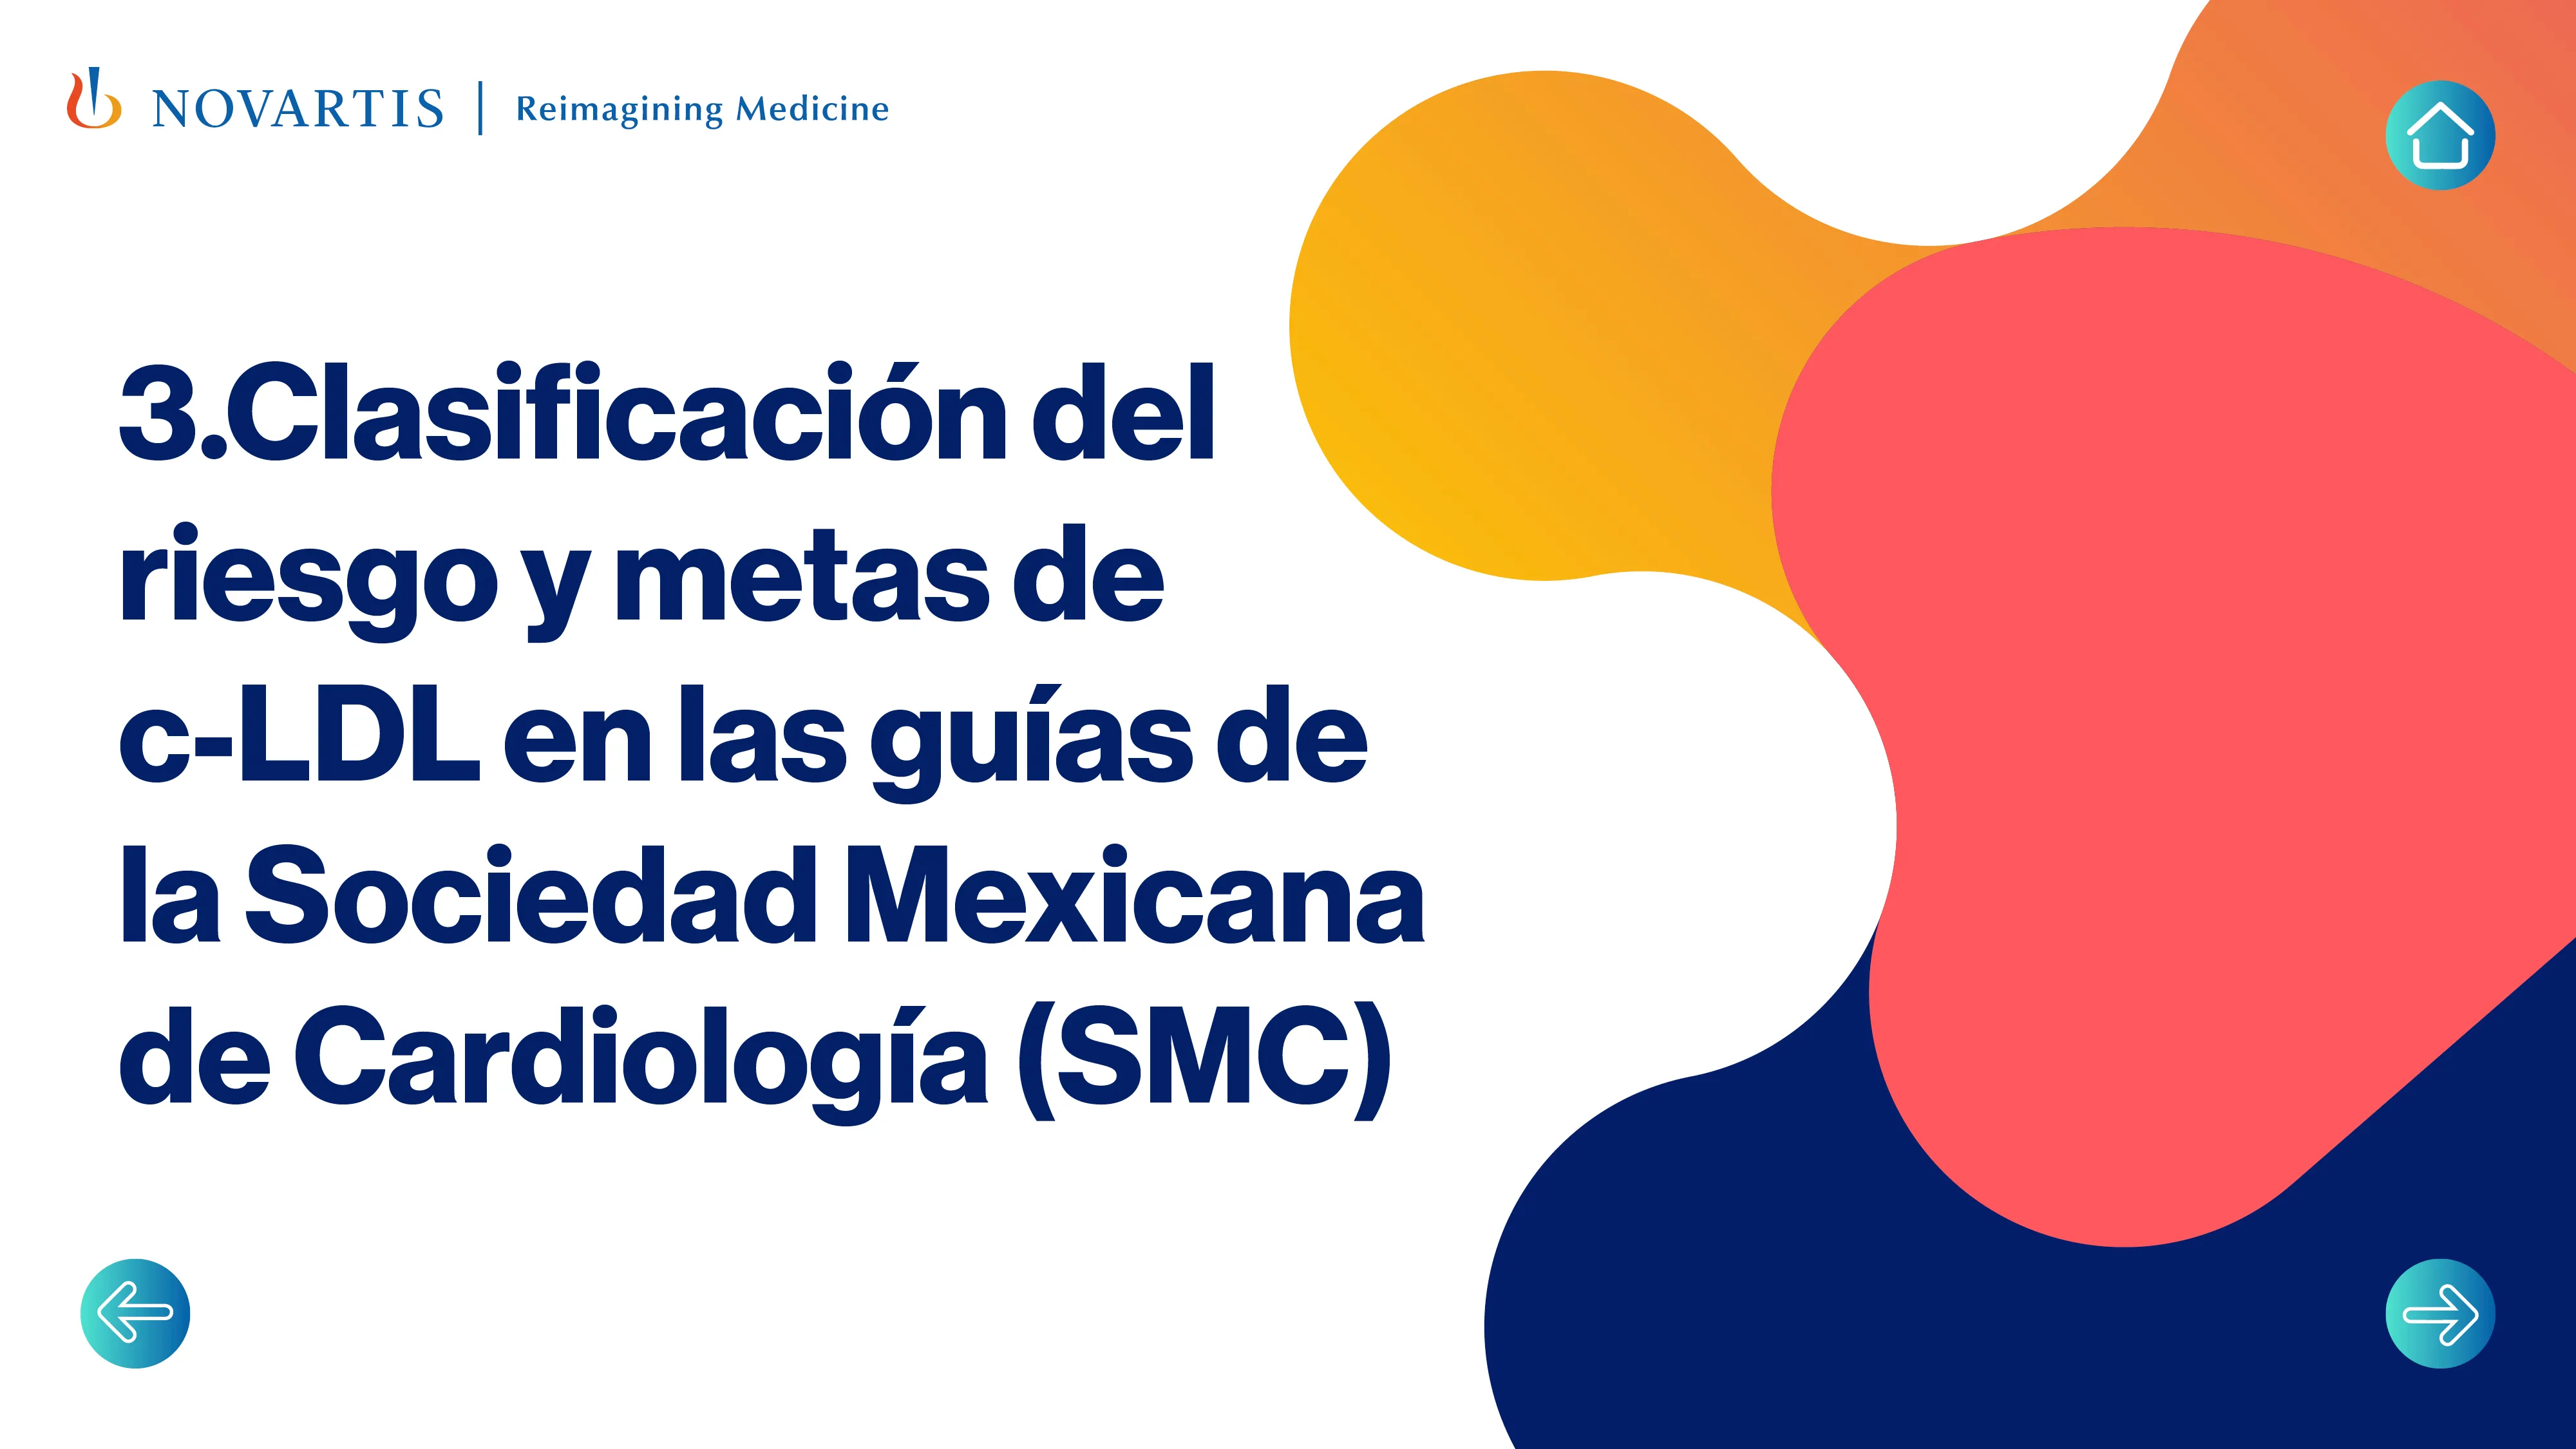 NOVARTIS | Reimagining Medicine
3.Clasificación del
riesgo y metas de
c-LDL en las guías de
la Sociedad Mexicana
de Cardiología (SMC)